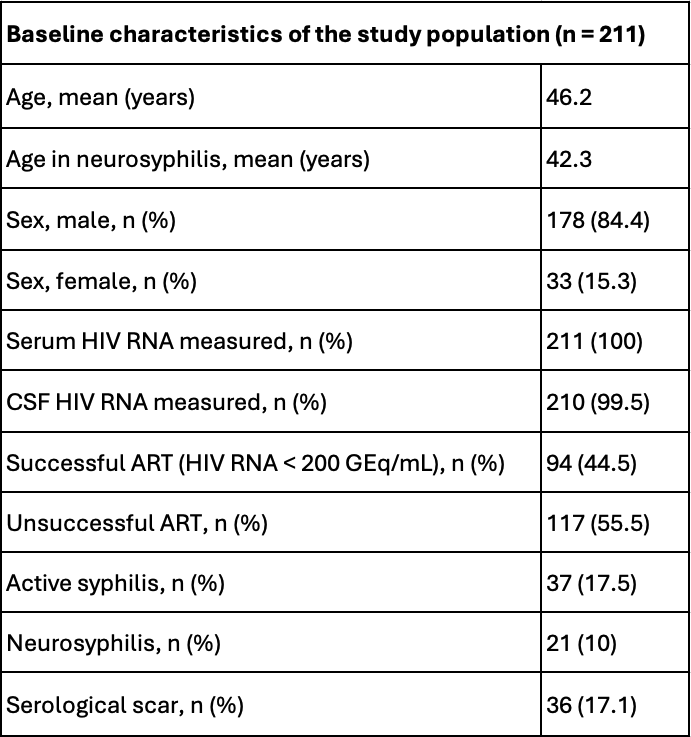 Baseline characteristics of the study population (n = 211)
Age, mean (years) 46.2
Age in neurosyphilis, mean (years) 42.3
Sex, male, n (%) 178 (84.4)
Sex, female, n (%) 33 (15.3)
Serum HIV RNA measured, n (%) 211 (100)
CSF HIV RNA measured, n (%) 210 (99.5)
Successful ART (HIV RNA < 200 GEq/mL), n (%) 94 (44.5)
Unsuccessful ART, n (%) 117 (55.5)
Active syphilis, n (%) 37 (17.5)
Neurosyphilis, n (%) 21 (10)
Serological scar, n (%) 36 (17.1)